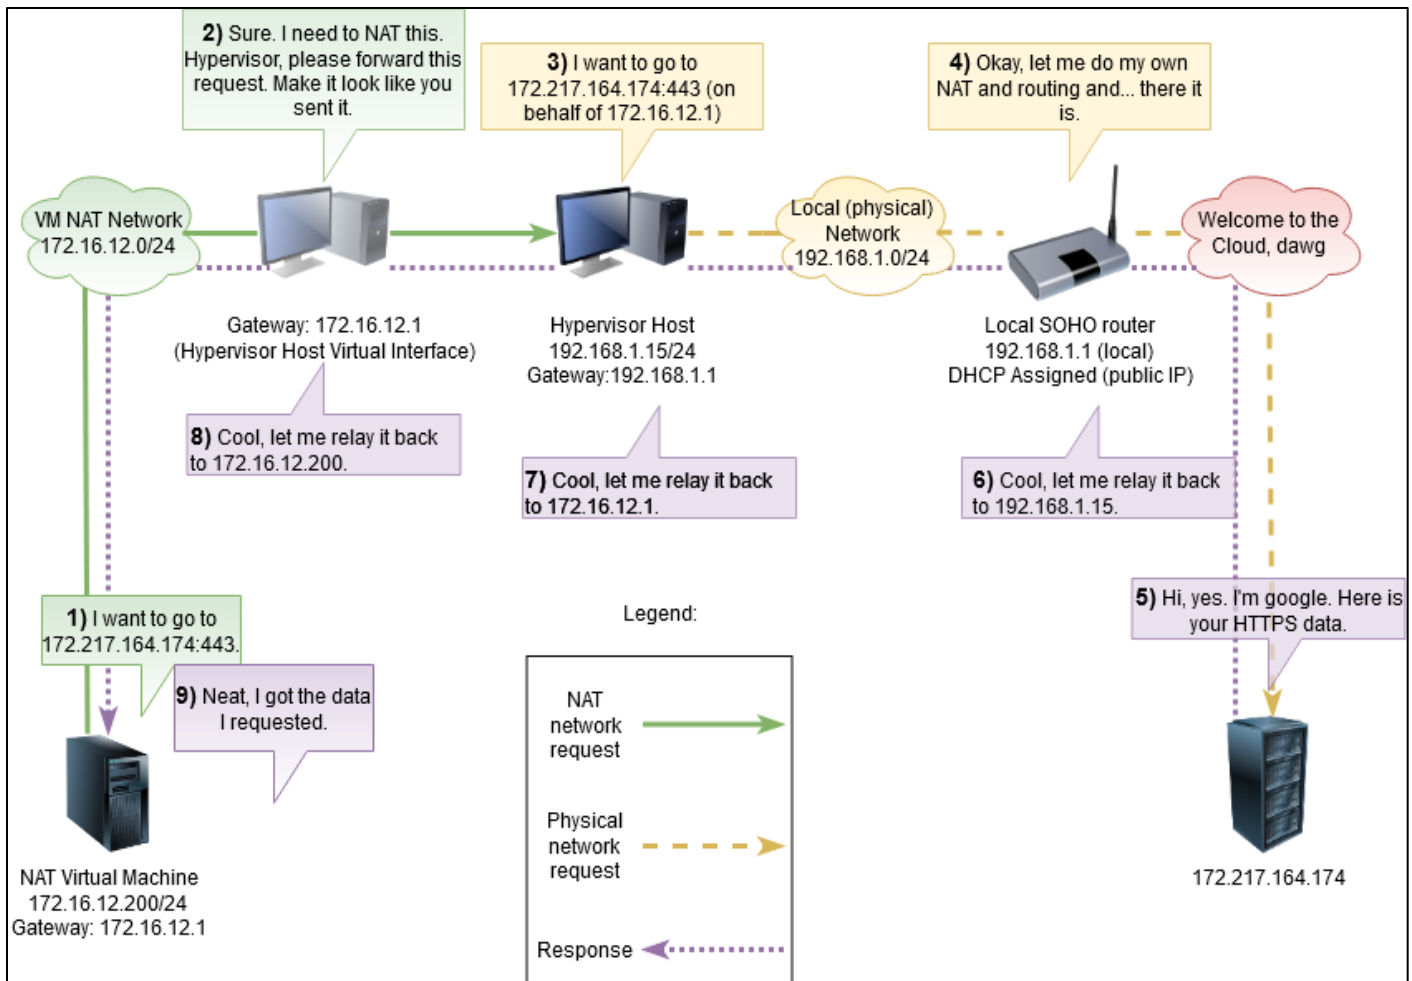 2) Sure. I need to NAT this.
Hypervisor, please forward this
request. Make it look like you
sent it.
3) I want to go to
172.217.164.174:443 (on
behalf of 172.16.12.1)
4) Okay, let me do my own
NAT and routing and... there it
is.
VM NAT Network
172.16.12.0/24
Local (physical)
Network
192.168.1.0/24
Welcome to the
Cloud, dawg
Gateway: 172.16.12.1
(Hypervisor Host Virtual Interface)
Hypervisor Host
192.168.1.15/24
Gateway:192.168.1.1
Local SOHO router
192.168.1.1 (local)
DHCP Assigned (public IP)
8) Cool, let me relay it back
to 172.16.12.200.
7) Cool, let me relay it back
to 172.16.12.1.
6) Cool, let me relay it back
to 192.168.1.15.
1) I want to go to
172.217.164.174:443.
9) Neat, I got the data
I requested.
5) Hi, yes. I'm google. Here is
your HTTPS data.
NAT Virtual Machine
172.16.12.200/24
Gateway: 172.16.12.1
172.217.164.174
Legend:
NAT
network
request
Physical
network
request
Response